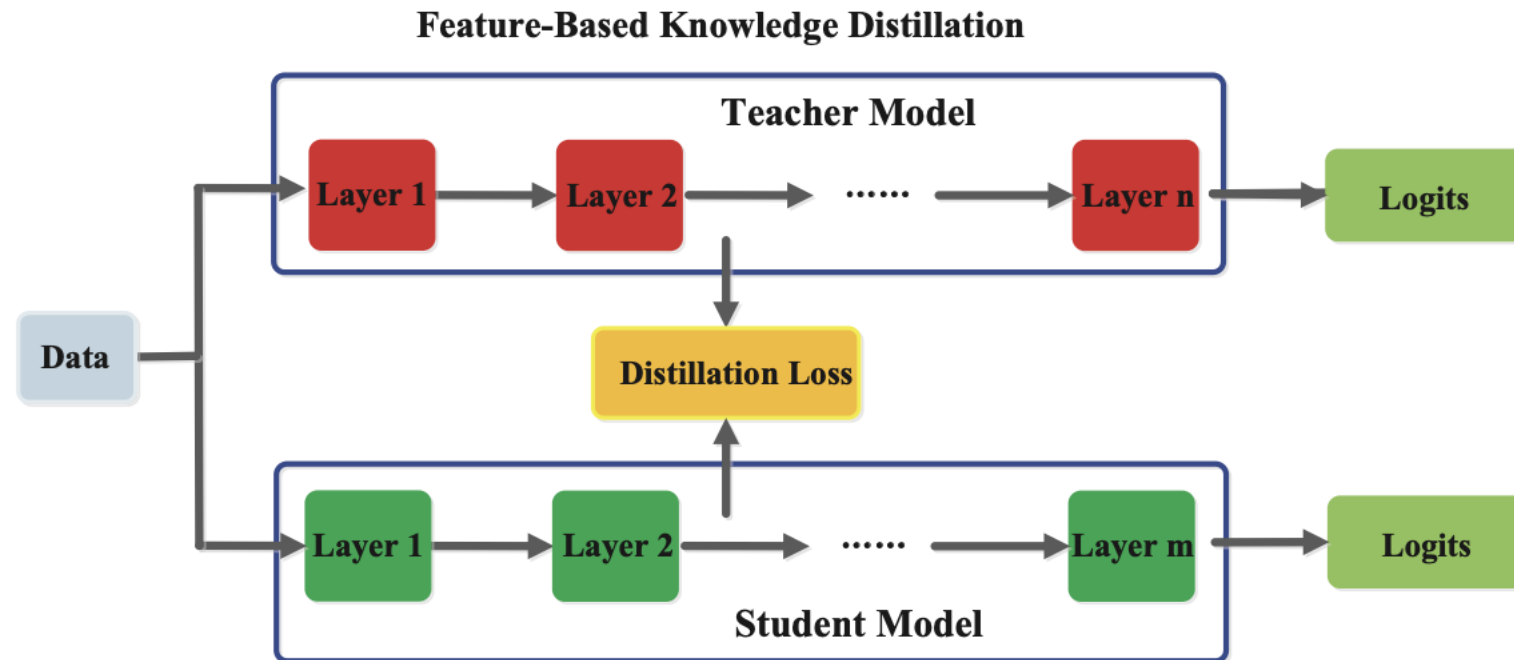 Feature-Based Knowledge Distillation
Teacher Model
Layer 1
Layer 2
......
Layer n
Logits
Data
Distillation Loss
Layer 1
Layer 2
......
Layer m
Logits
Student Model